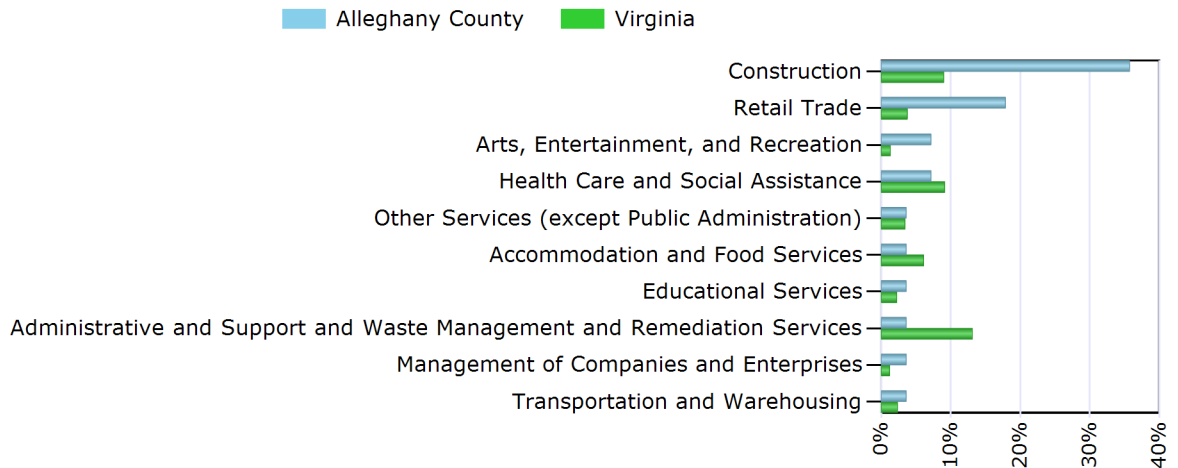 Alleghany County Virginia
Construction
Retail Trade
Arts, Entertainment, and Recreation
Health Care and Social Assistance
Other Services (except Public Administration)
Accommodation and Food Services
Educational Services
Administrative and Support and Waste Management and Remediation Services
Management of Companies and Enterprises
Transportation and Warehousing
0% 10% 20% 30% 40%